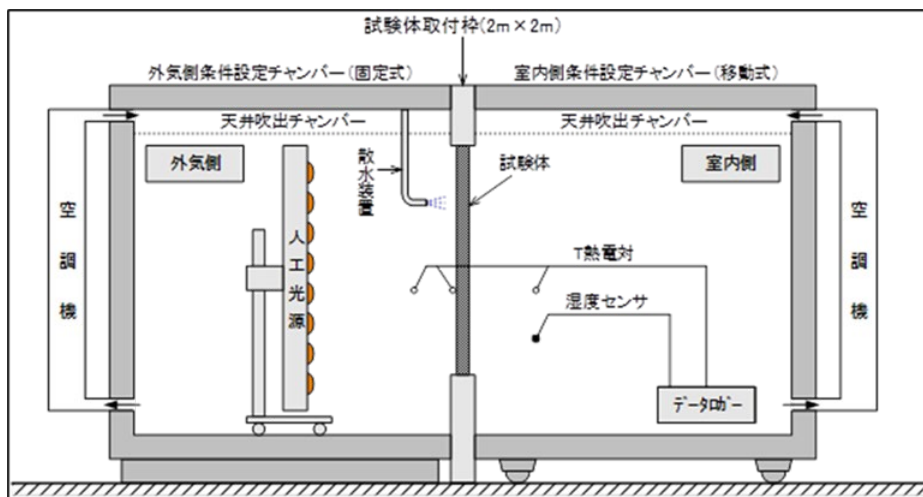 試験体取付枠(2m×2m)
外気側条件設定チャンバー(固定式)
室内側条件設定チャンバー(移動式)
天井吹出チャンバー
天井吹出チャンバー
外気側
散水装置
試験体
室内側
空調機
人工光源
T熱電対
湿度センサ
空調機
ﾃﾞｰﾀﾛｶﾞｰ